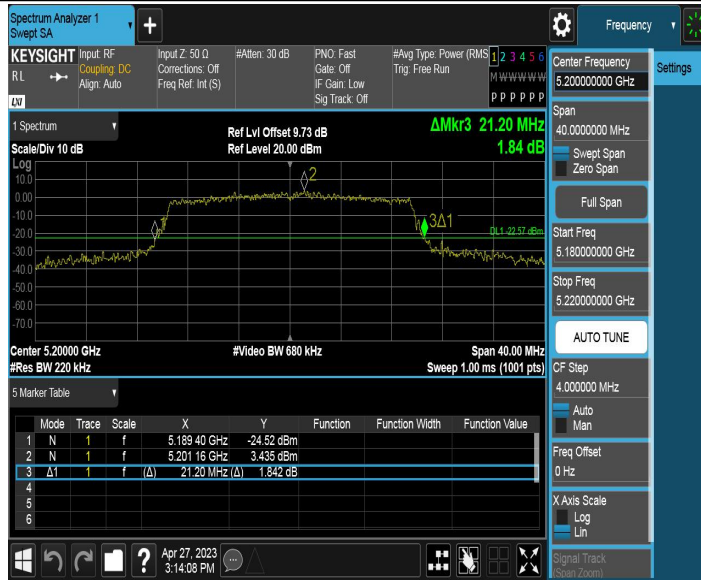 Spectrum Analyzer 1
Swept SA
+
Frequency
KEYSIGHT
RL
LXI
Input: RF
Coupling: DC
Align: Auto
Input Z: 50 Ω
Corrections: Off
Freq Ref: Int (S)
#Atten: 30 dB
PNO: Fast
Gate: Off
IF Gain: Low
Sig Track: Off
#Avg Type: Power (RMS
Trig: Free Run
1 2 3 4 5 6
M W W W W W
P P P P P P
1 Spectrum
Scale/Div 10 dB
Ref Lvl Offset 9.73 dB
Ref Level 20.00 dBm
ΔMkr3 21.20 MHz
1.84 dB
Log
10.0
0.00
-10.0
-20.0
-30.0
-40.0
-50.0
-60.0
-70.0
2
3Δ1
DL1 -22.57 dBm
Center 5.20000 GHz
#Res BW 220 kHz
#Video BW 680 kHz
Span 40.00 MHz
Sweep 1.00 ms (1001 pts)
5 Marker Table
Mode Trace Scale X Y Function Function Width Function Value
1 N 1 f 5.189 40 GHz -24.52 dBm
2 N 1 f 5.201 16 GHz 3.435 dBm
3 Δ1 1 f (Δ) 21.20 MHz (Δ) 1.842 dB
4
5
6
?
Apr 27, 2023
3:14:08 PM
Center Frequency
5.200000000 GHz
Settings
Span
40.0000000 MHz
Swept Span
Zero Span
Full Span
Start Freq
5.180000000 GHz
Stop Freq
5.220000000 GHz
AUTO TUNE
CF Step
4.000000 MHz
Auto
Man
Freq Offset
0 Hz
X Axis Scale
Log
Lin
Signal Track
(Span Zoom)